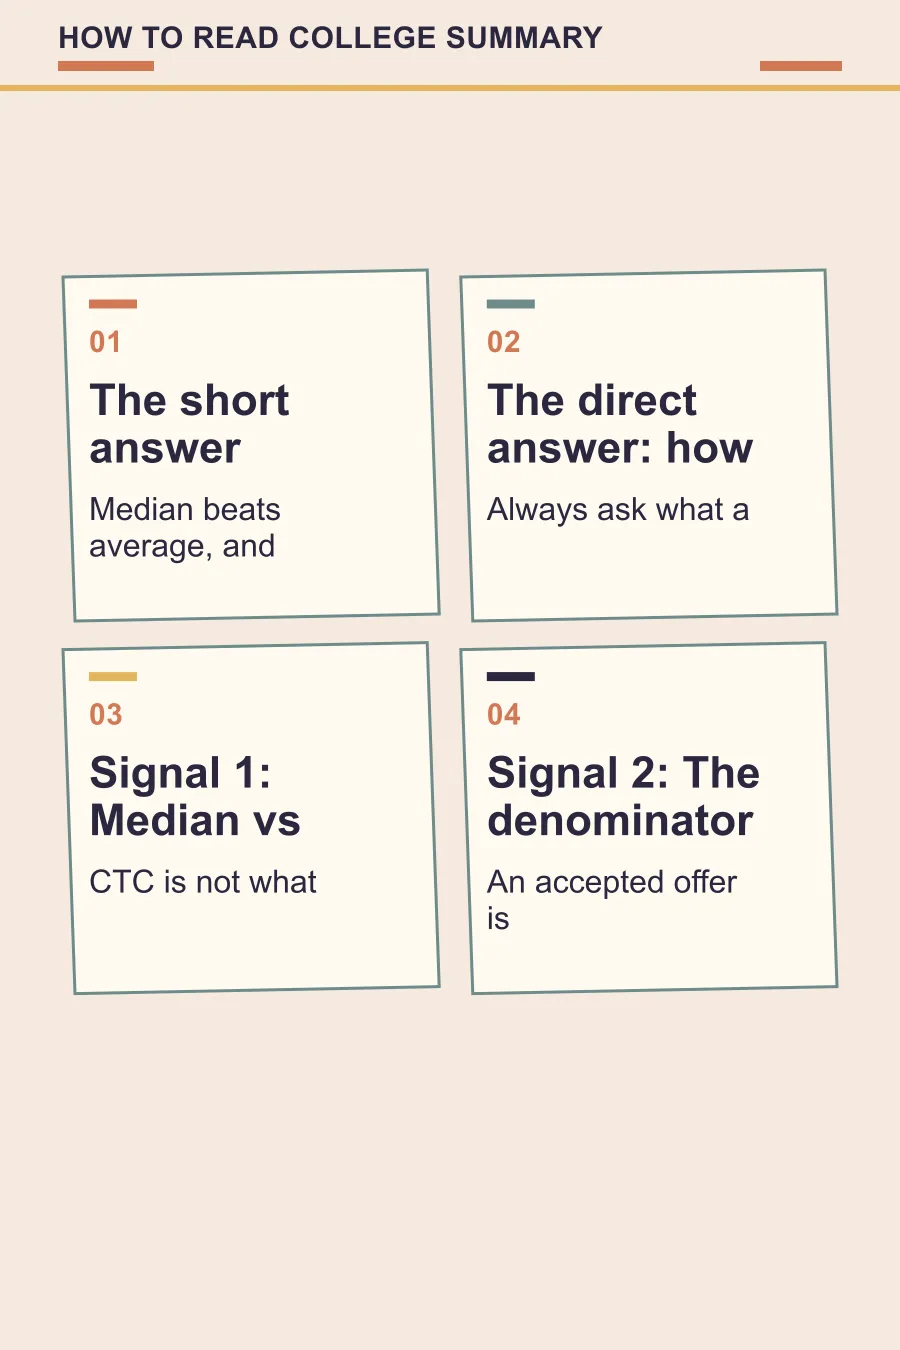 HOW TO READ COLLEGE SUMMARY
01
The short
answer
Median beats
average, and
02
The direct
answer: how
Always ask what a
03
Signal 1:
Median vs
CTC is not what
04
Signal 2: The
denominator
An accepted offer
is